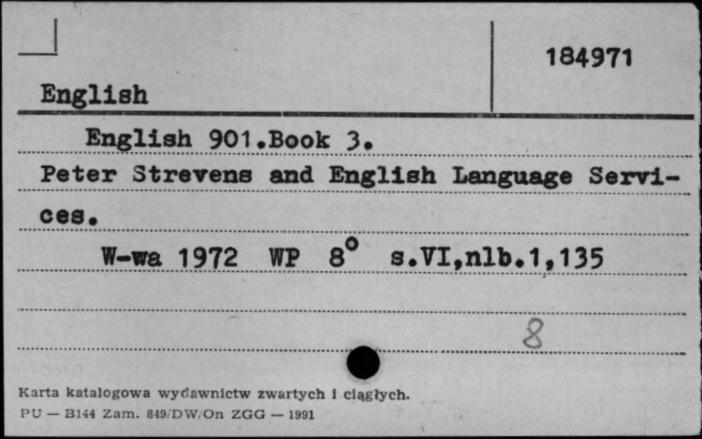 184971
English
English 901.Book 3.
Peter Strevens and English Language Servi-
ces.
W-wa 1972 WP 8° s.VI,nlb.1,135
8
Karta katalogowa wydawnictw zwartych i ciągłych.
PU — B144 Zam. 849/DW/On ZGG — 1991